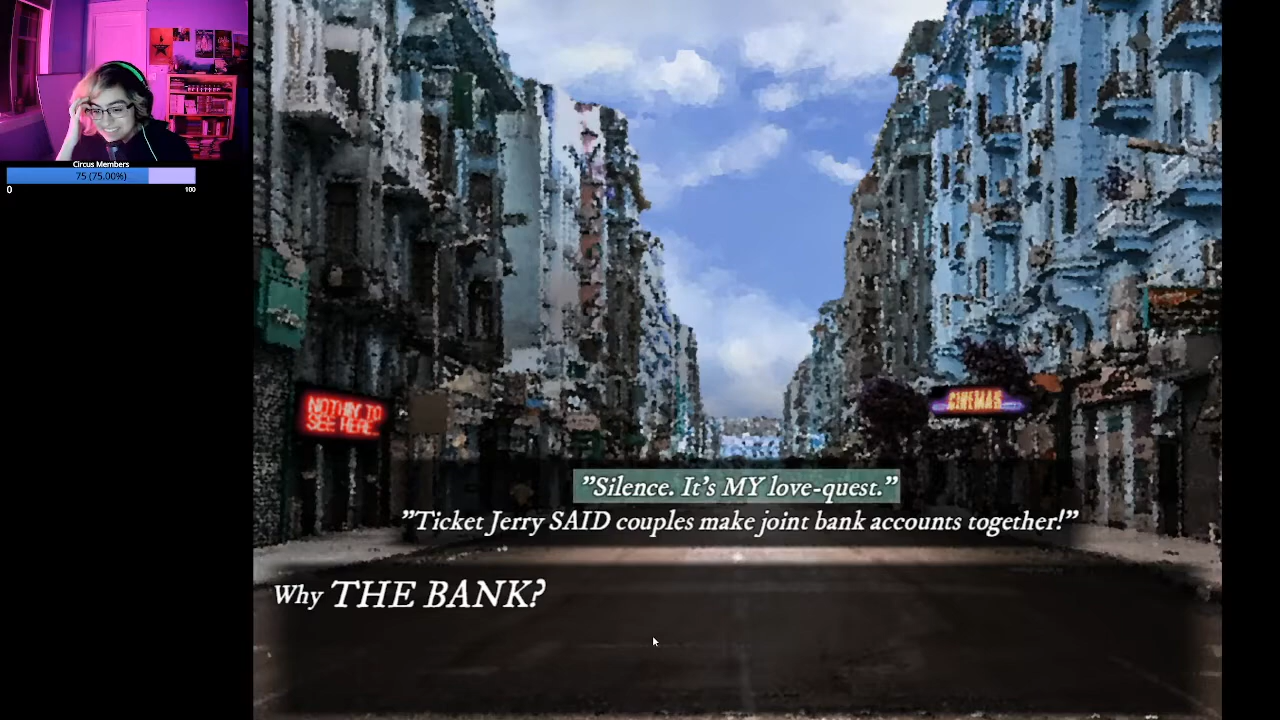 Circus Members
75 (75.00%)
0
100
NOTHIN TO
SEE HERE.
CINEMAS
"Silence. It's MY love-quest."
"Ticket Jerry SAID couples make joint bank accounts together!"
Why THE BANK?